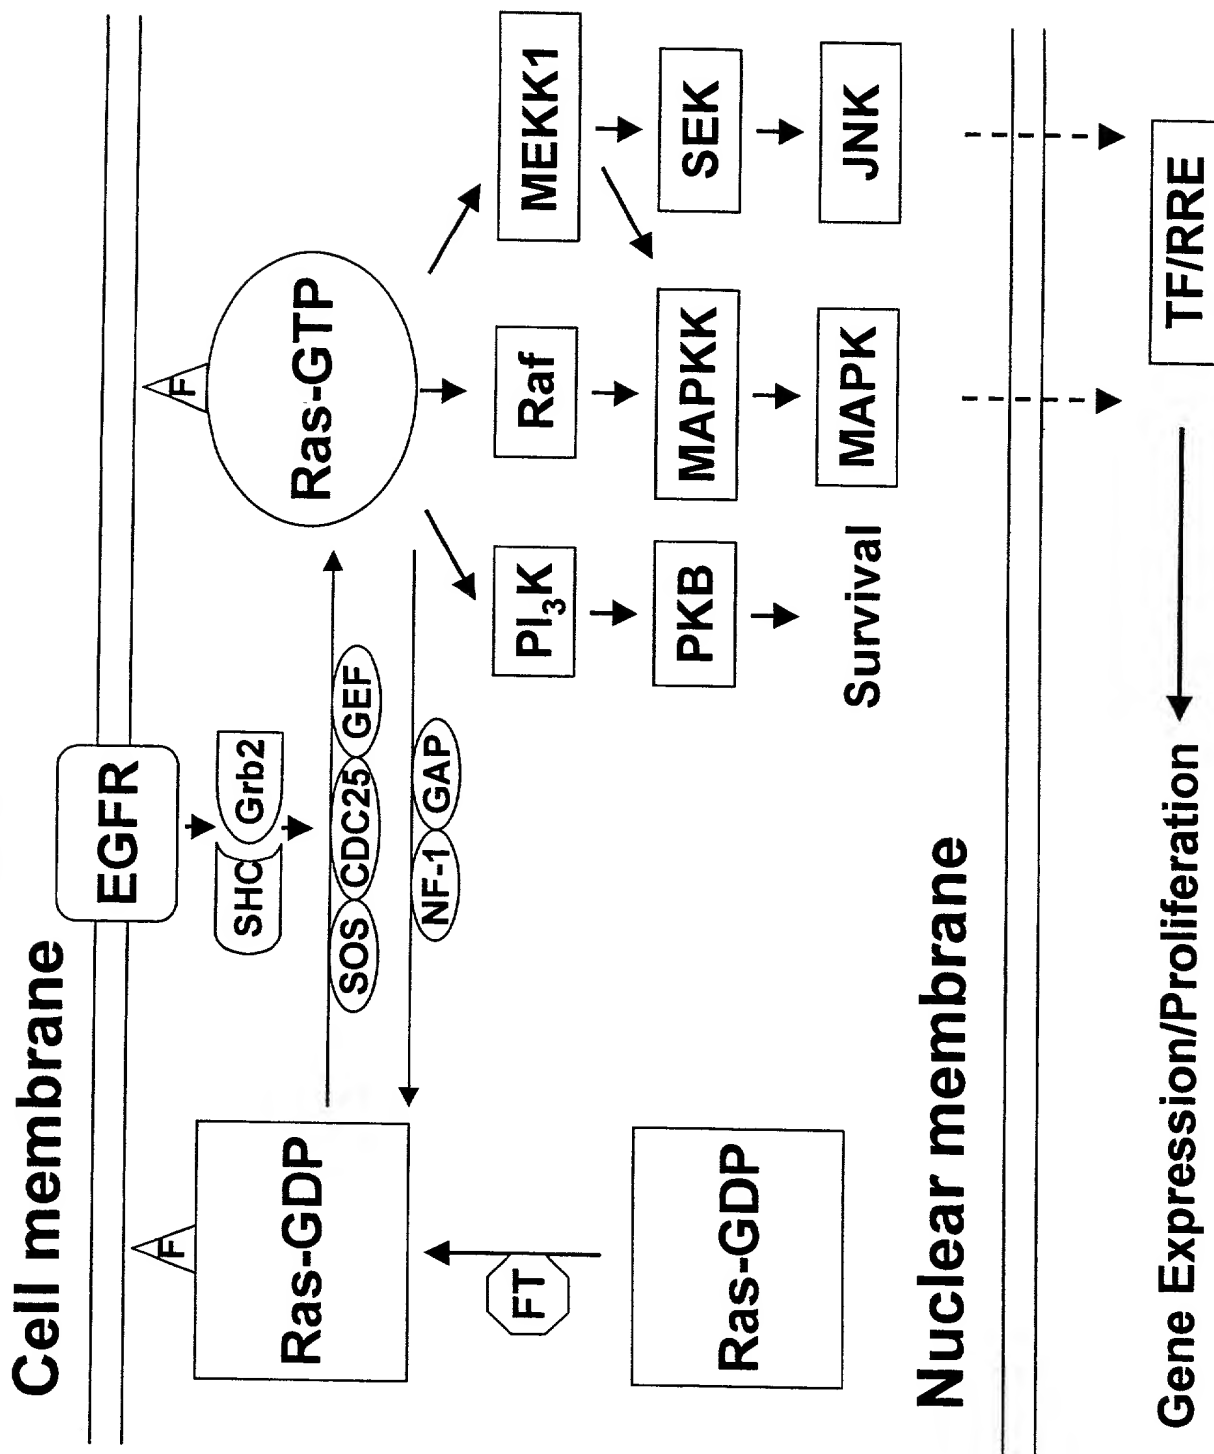 Cell membrane
EGFR
F
F
SHC
Grb2
Ras-GDP
Ras-GTP
SOS
CDC25
GEF
NF-1
GAP
FT
PI₃K
Raf
MEKK1
Ras-GDP
PKB
MAPKK
SEK
Survival
MAPK
JNK
Nuclear membrane
Gene Expression/Proliferation
TF/RRE